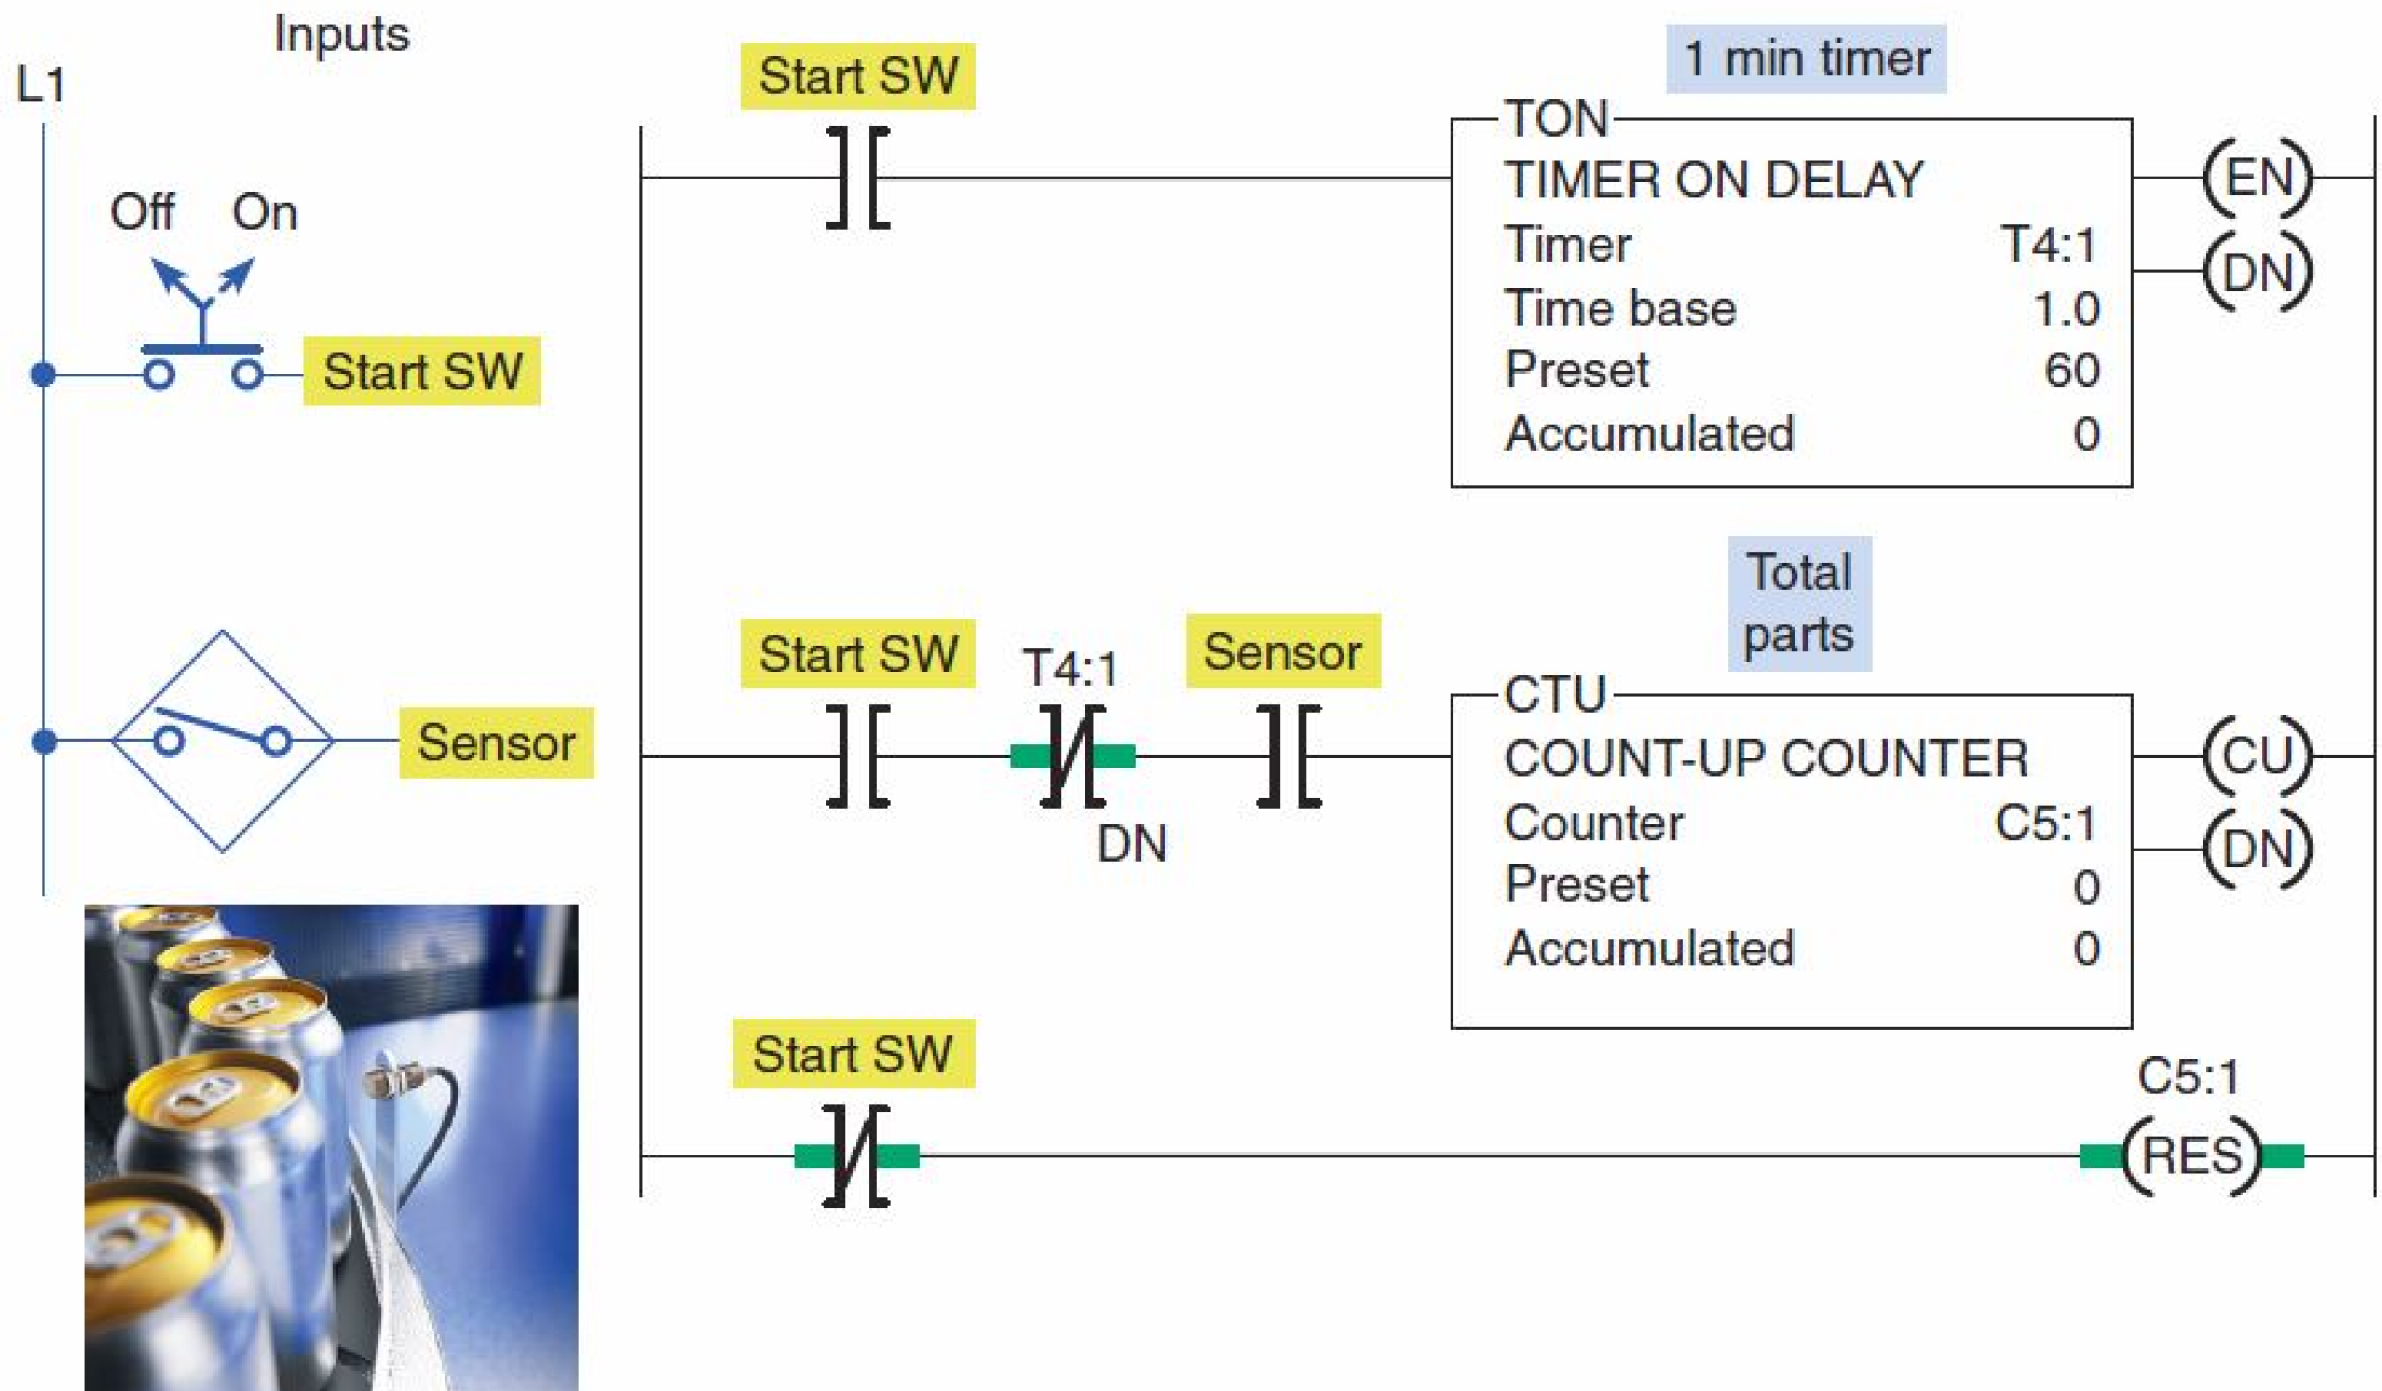 Inputs
L1
Off On
Start SW
Sensor
Start SW
1 min timer
TON
TIMER ON DELAY
Timer T4:1
Time base 1.0
Preset 60
Accumulated 0
EN
DN
Start SW
T4:1
DN
Sensor
Total
parts
CTU
COUNT-UP COUNTER
Counter C5:1
Preset 0
Accumulated 0
CU
DN
Start SW
C5:1
RES